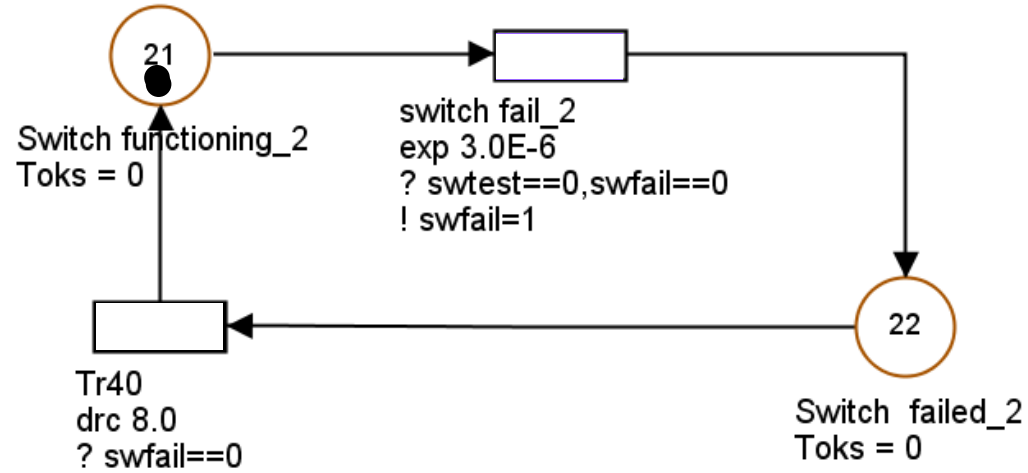 21
Switch functioning_2
Toks = 0
switch fail_2
exp 3.0E-6
? swtest==0,swfail==0
! swfail=1
22
Switch  failed_2
Toks = 0
Tr40
drc 8.0
? swfail==0